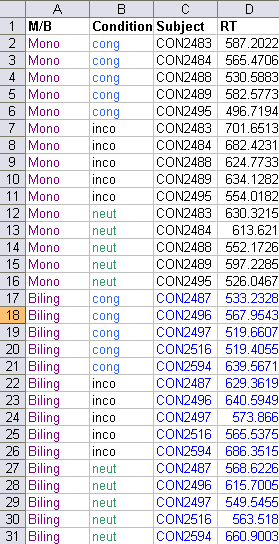 A B C D
1 M/B Condition Subject RT
2 Mono cong CON2483 587.2022
3 Mono cong CON2484 565.4706
4 Mono cong CON2488 530.5883
5 Mono cong CON2489 582.5773
6 Mono cong CON2495 496.7194
7 Mono inco CON2483 701.6513
8 Mono inco CON2484 682.4231
9 Mono inco CON2488 624.7733
10 Mono inco CON2489 634.1282
11 Mono inco CON2495 554.0182
12 Mono neut CON2483 630.3215
13 Mono neut CON2484 613.621
14 Mono neut CON2488 552.1726
15 Mono neut CON2489 597.2285
16 Mono neut CON2495 526.0467
17 Biling cong CON2487 533.2328
18 Biling cong CON2496 567.9543
19 Biling cong CON2497 519.6607
20 Biling cong CON2516 519.4055
21 Biling cong CON2594 639.5671
22 Biling inco CON2487 629.3619
23 Biling inco CON2496 640.5949
24 Biling inco CON2497 573.866
25 Biling inco CON2516 565.5375
26 Biling inco CON2594 686.3515
27 Biling neut CON2487 568.6226
28 Biling neut CON2496 615.7005
29 Biling neut CON2497 549.5455
30 Biling neut CON2516 563.518
31 Biling neut CON2594 660.9003